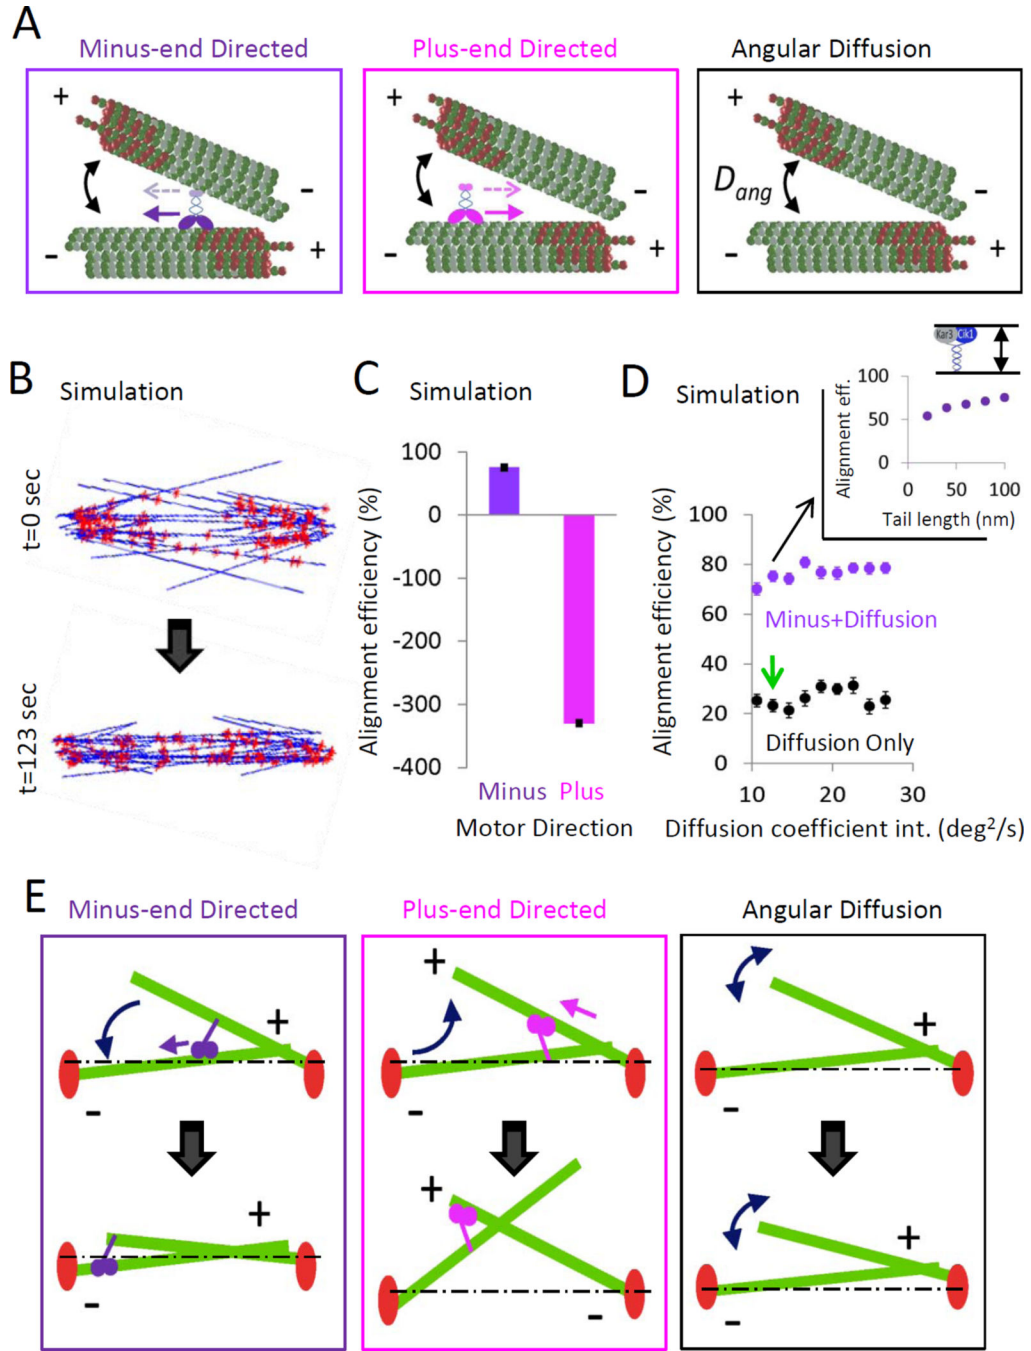 A
Minus-end Directed
Plus-end Directed
Angular Diffusion
+
-
-
+
+
-
-
+
+
D_ang
-
-
+
B
Simulation
t=0 sec
t=123 sec
C
Simulation
Alignment efficiency (%)
100
0
-100
-200
-300
-400
Minus
Plus
Motor Direction
D
Simulation
Kar3
Cik1
Alignment eff.
100
50
0
0
50
100
Tail length (nm)
Alignment efficiency (%)
100
80
60
40
20
0
Minus+Diffusion
Diffusion Only
10
20
30
Diffusion coefficient int. (deg²/s)
E
Minus-end Directed
Plus-end Directed
Angular Diffusion
+
-
+
-
+
-
+
-
+
-
+
-